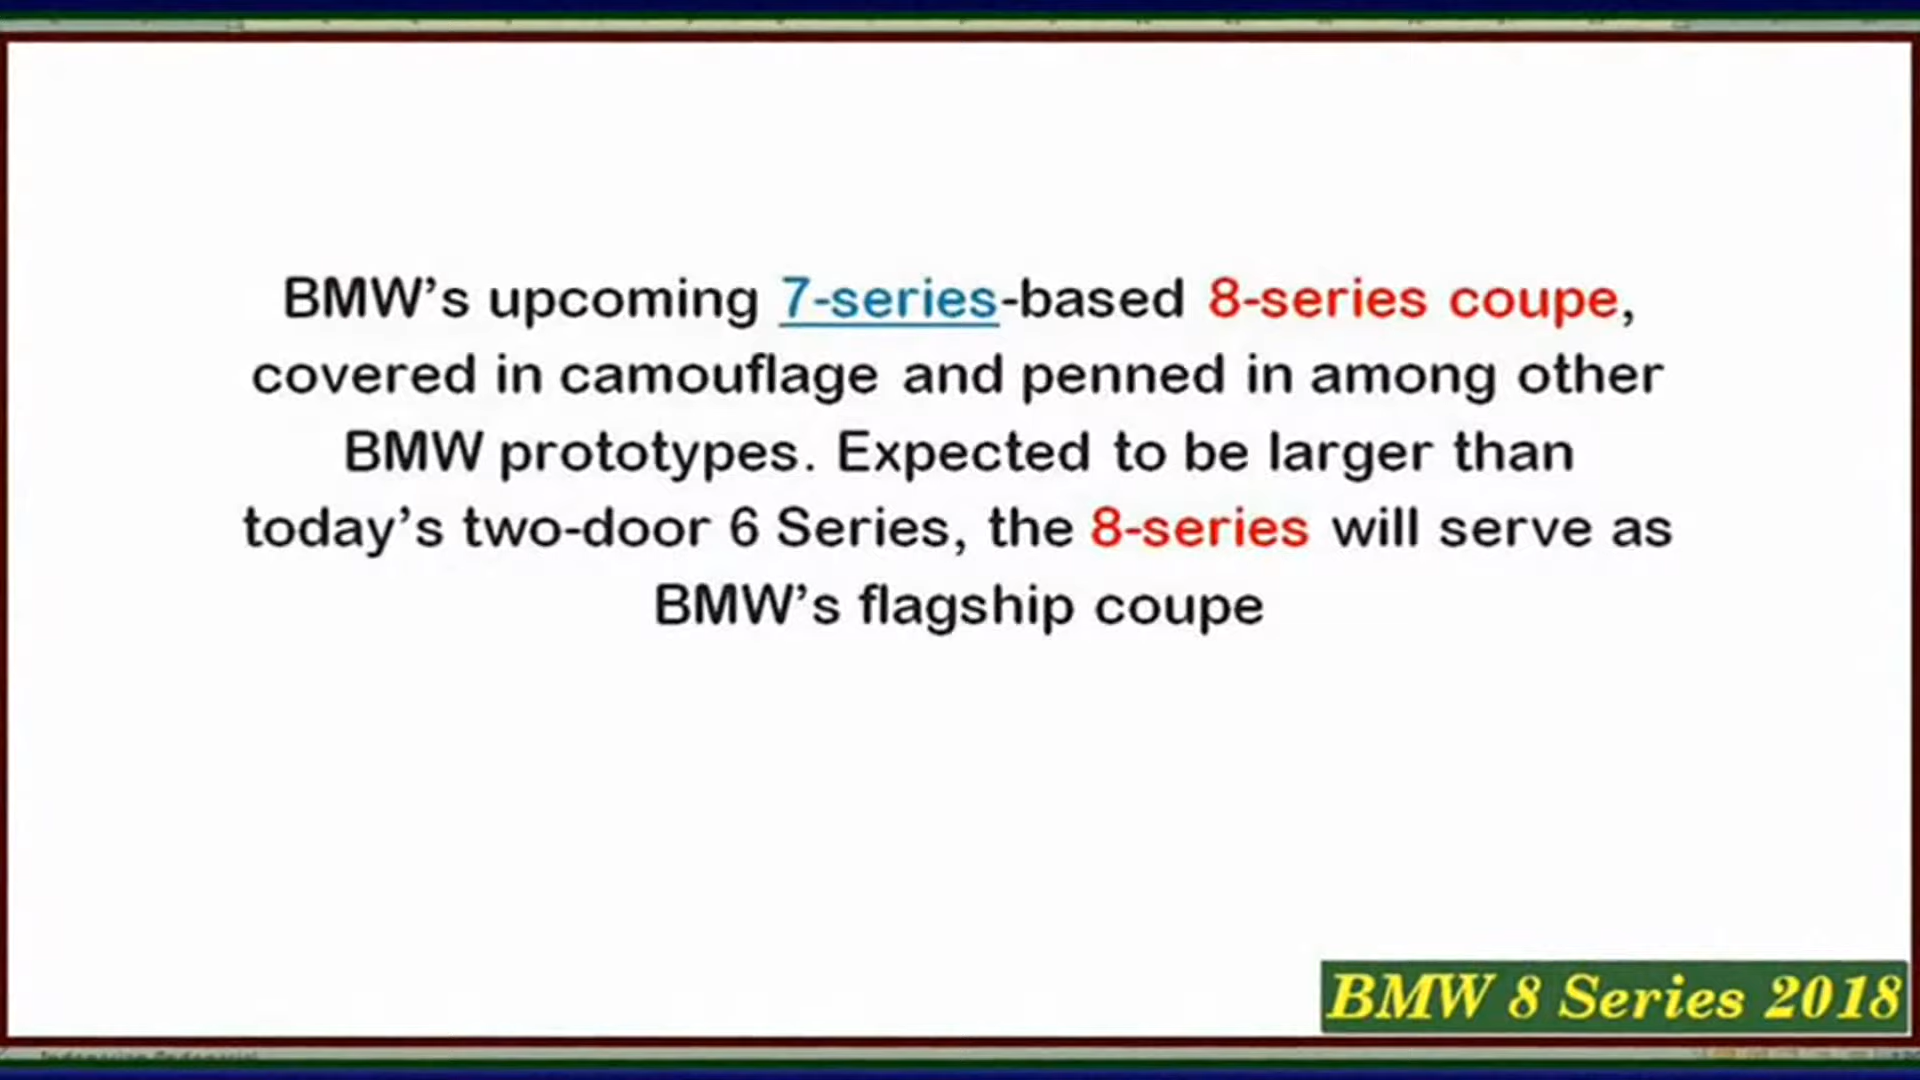 BMW’s upcoming 7-series-based 8-series coupe,
covered in camouflage and penned in among other
BMW prototypes. Expected to be larger than
today’s two-door 6 Series, the 8-series will serve as
BMW’s flagship coupe
BMW 8 Series 2018